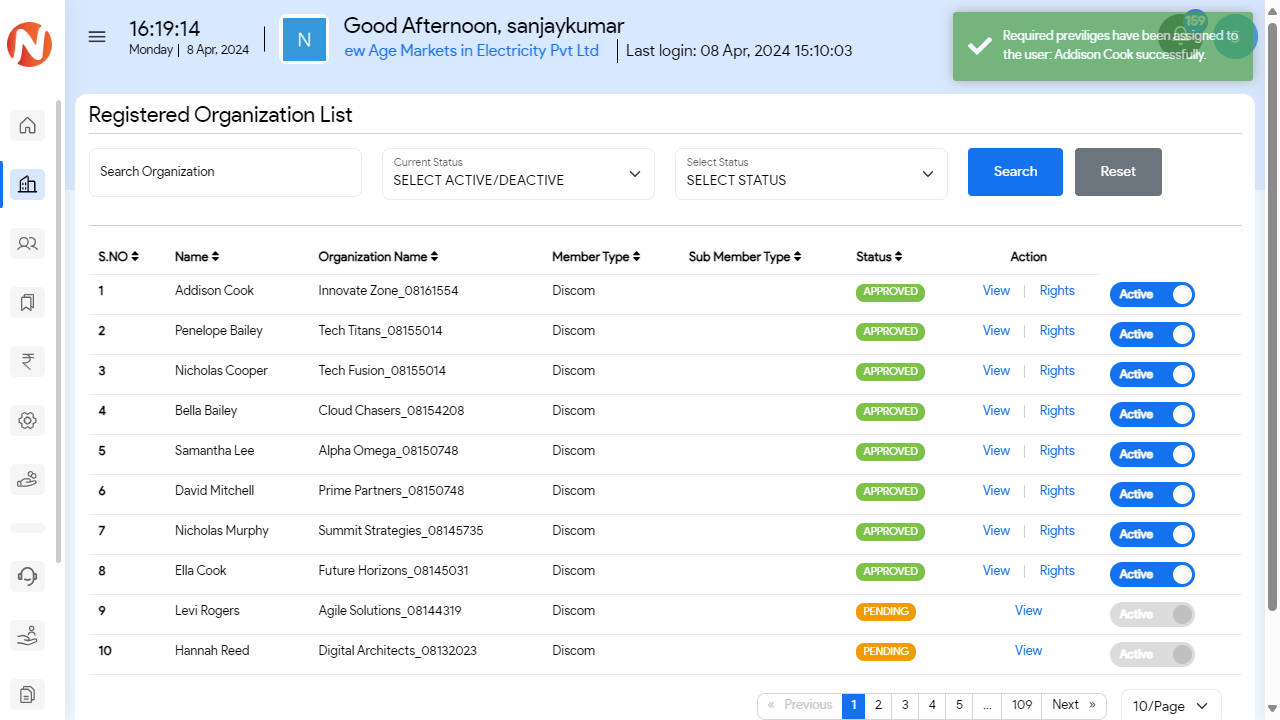 16:19:14
Monday | 8 Apr, 2024
N
Good Afternoon, sanjaykumar
ew Age Markets in Electricity Pvt Ltd
Last login: 08 Apr, 2024 15:10:03
159
Required previliges have been assigned to
the user: Addison Cook successfully.
Registered Organization List
Search Organization
Current Status
SELECT ACTIVE/DEACTIVE
Select Status
SELECT STATUS
Search
Reset
S.NO Name Organization Name Member Type Sub Member Type Status Action
1 Addison Cook Innovate Zone_08161554 Discom APPROVED View | Rights Active
2 Penelope Bailey Tech Titans_08155014 Discom APPROVED View | Rights Active
3 Nicholas Cooper Tech Fusion_08155014 Discom APPROVED View | Rights Active
4 Bella Bailey Cloud Chasers_08154208 Discom APPROVED View | Rights Active
5 Samantha Lee Alpha Omega_08150748 Discom APPROVED View | Rights Active
6 David Mitchell Prime Partners_08150748 Discom APPROVED View | Rights Active
7 Nicholas Murphy Summit Strategies_08145735 Discom APPROVED View | Rights Active
8 Ella Cook Future Horizons_08145031 Discom APPROVED View | Rights Active
9 Levi Rogers Agile Solutions_08144319 Discom PENDING View Active
10 Hannah Reed Digital Architects_08132023 Discom PENDING View Active
« Previous 1 2 3 4 5 ... 109 Next » 10/Page